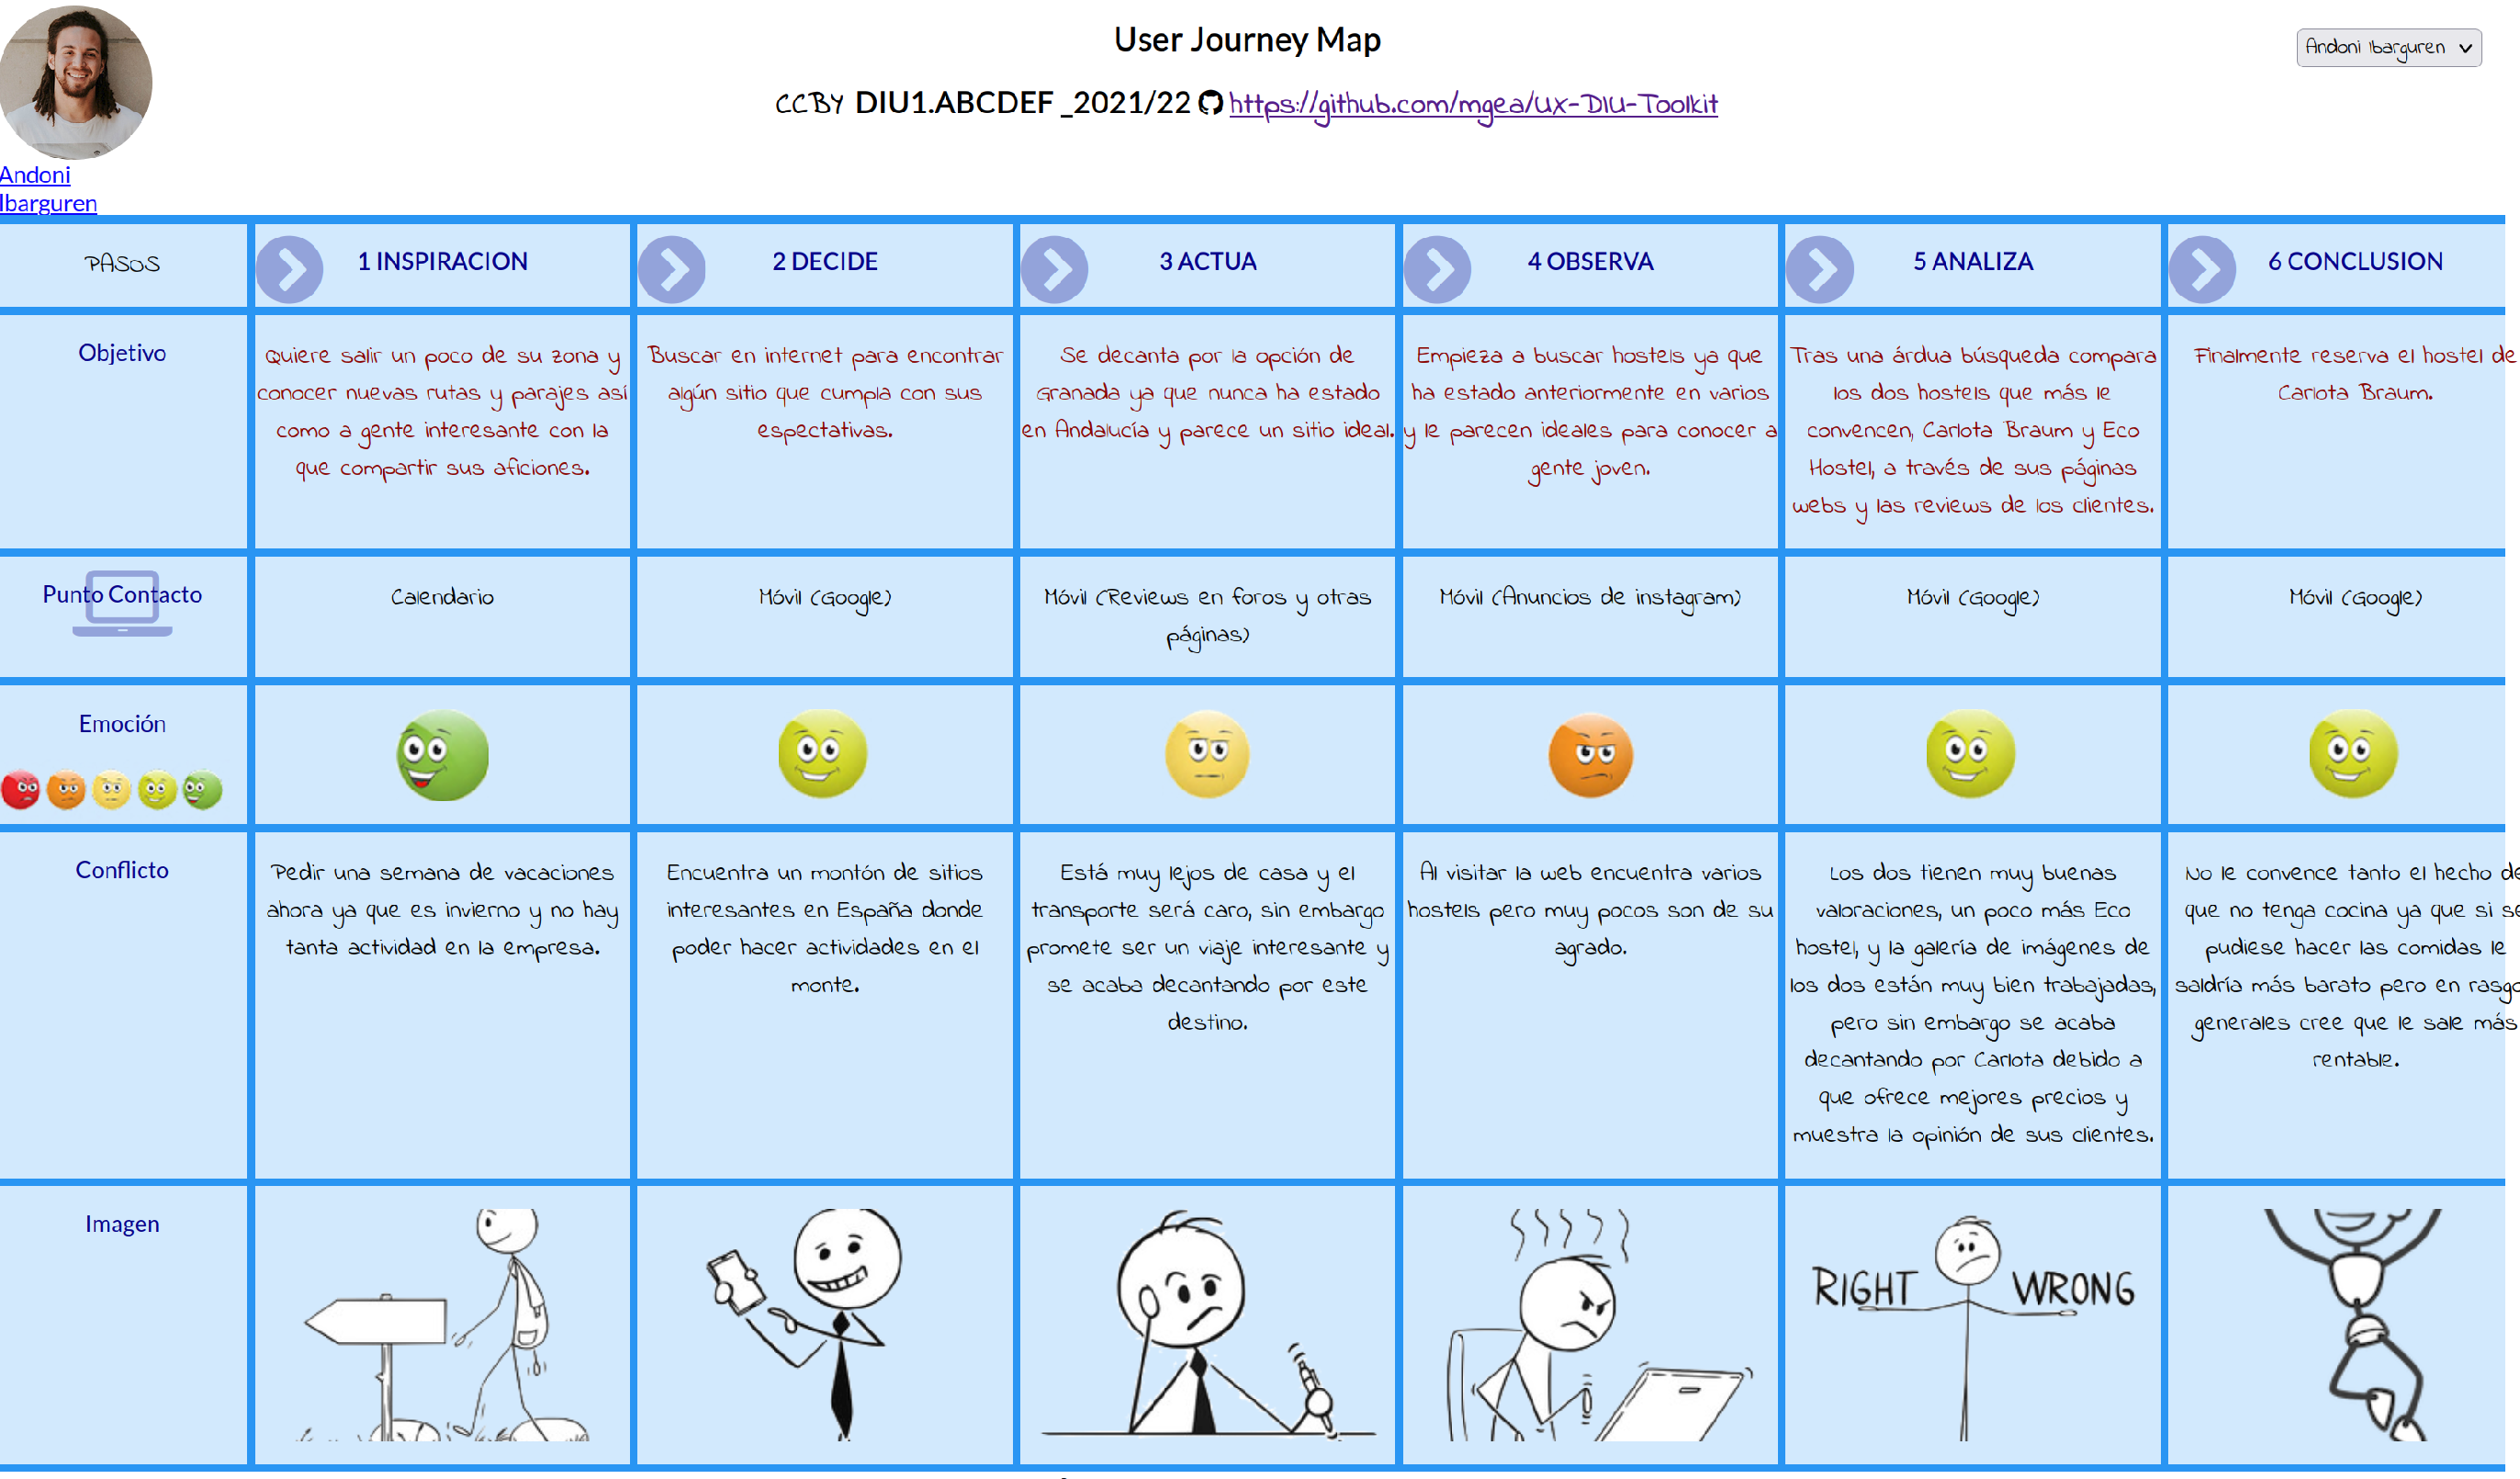 User Journey Map
Andoni Ibarguren
CCBY DIU1.ABCDEF _2021/22 https://github.com/mgea/UX-DIU-Toolkit
Andoni
Ibarguren
PASOS
1 INSPIRACION
2 DECIDE
3 ACTUA
4 OBSERVA
5 ANALIZA
6 CONCLUSION
Objetivo
Quiere salir un poco de su zona y
conocer nuevas rutas y parajes así
como a gente interesante con la
que compartir sus aficiones.
Buscar en internet para encontrar
algún sitio que cumpla con sus
espectativas.
Se decanta por la opción de
Granada ya que nunca ha estado
en Andalucía y parece un sitio ideal.
Empieza a buscar hostels ya que
ha estado anteriormente en varios
y le parecen ideales para conocer a
gente joven.
Tras una árdua búsqueda compara
los dos hostels que más le
convencen, Carlota Braum y Eco
Hostel, a través de sus páginas
webs y las reviews de los clientes.
Finalmente reserva el hostel de
Carlota Braum.
Punto Contacto
Calendario
Móvil (Google)
Móvil (Reviews en foros y otras
páginas)
Móvil (Anuncios de instagram)
Móvil (Google)
Móvil (Google)
Emoción
Conflicto
Pedir una semana de vacaciones
ahora ya que es invierno y no hay
tanta actividad en la empresa.
Encuentra un montón de sitios
interesantes en España donde
poder hacer actividades en el
monte.
Está muy lejos de casa y el
transporte será caro, sin embargo
promete ser un viaje interesante y
se acaba decantando por este
destino.
Al visitar la web encuentra varios
hostels pero muy pocos son de su
agrado.
Los dos tienen muy buenas
valoraciones, un poco más Eco
hostel, y la galería de imágenes de
los dos están muy bien trabajadas,
pero sin embargo se acaba
decantando por Carlota debido a
que ofrece mejores precios y
muestra la opinión de sus clientes.
No le convence tanto el hecho de
que no tenga cocina ya que si se
pudiese hacer las comidas le
saldría más barato pero en rasgo
generales cree que le sale más
rentable.
Imagen
RIGHT WRONG